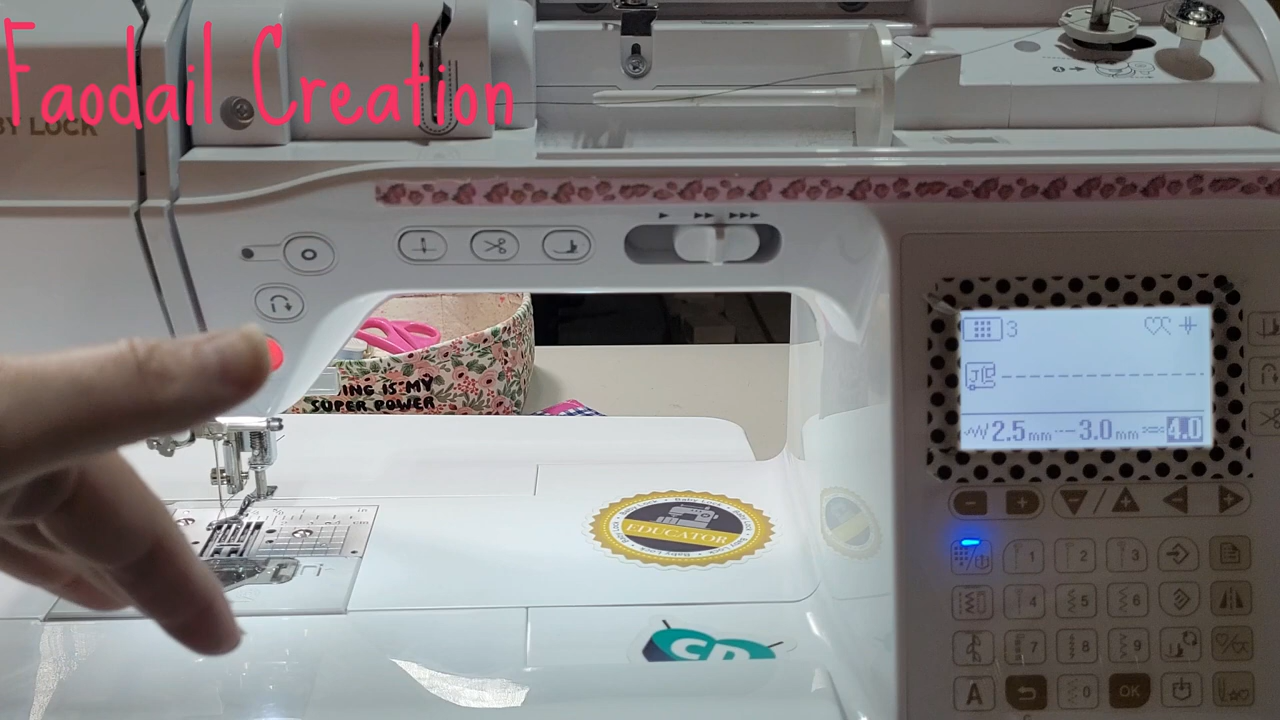 Faodail Creation
BY LOCK
3
2.5mm 3.0mm 4.0
ING IS MY
SUPER POWER
EDUCATOR
1 2 3
4 5 6
7 8 9
A 0 OK